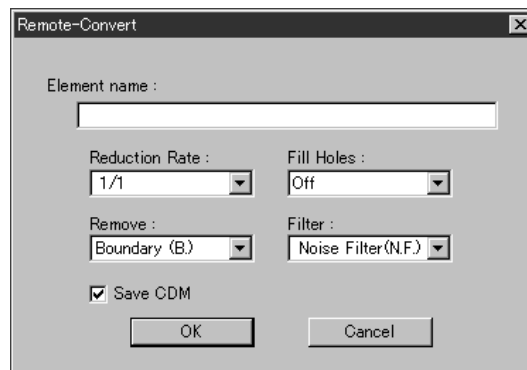 Remote-Convert
Element name :
Reduction Rate :
Fill Holes :
1/1
Off
Remove :
Filter :
Boundary (B.)
Noise Filter(N.F.)
Save CDM
OK
Cancel